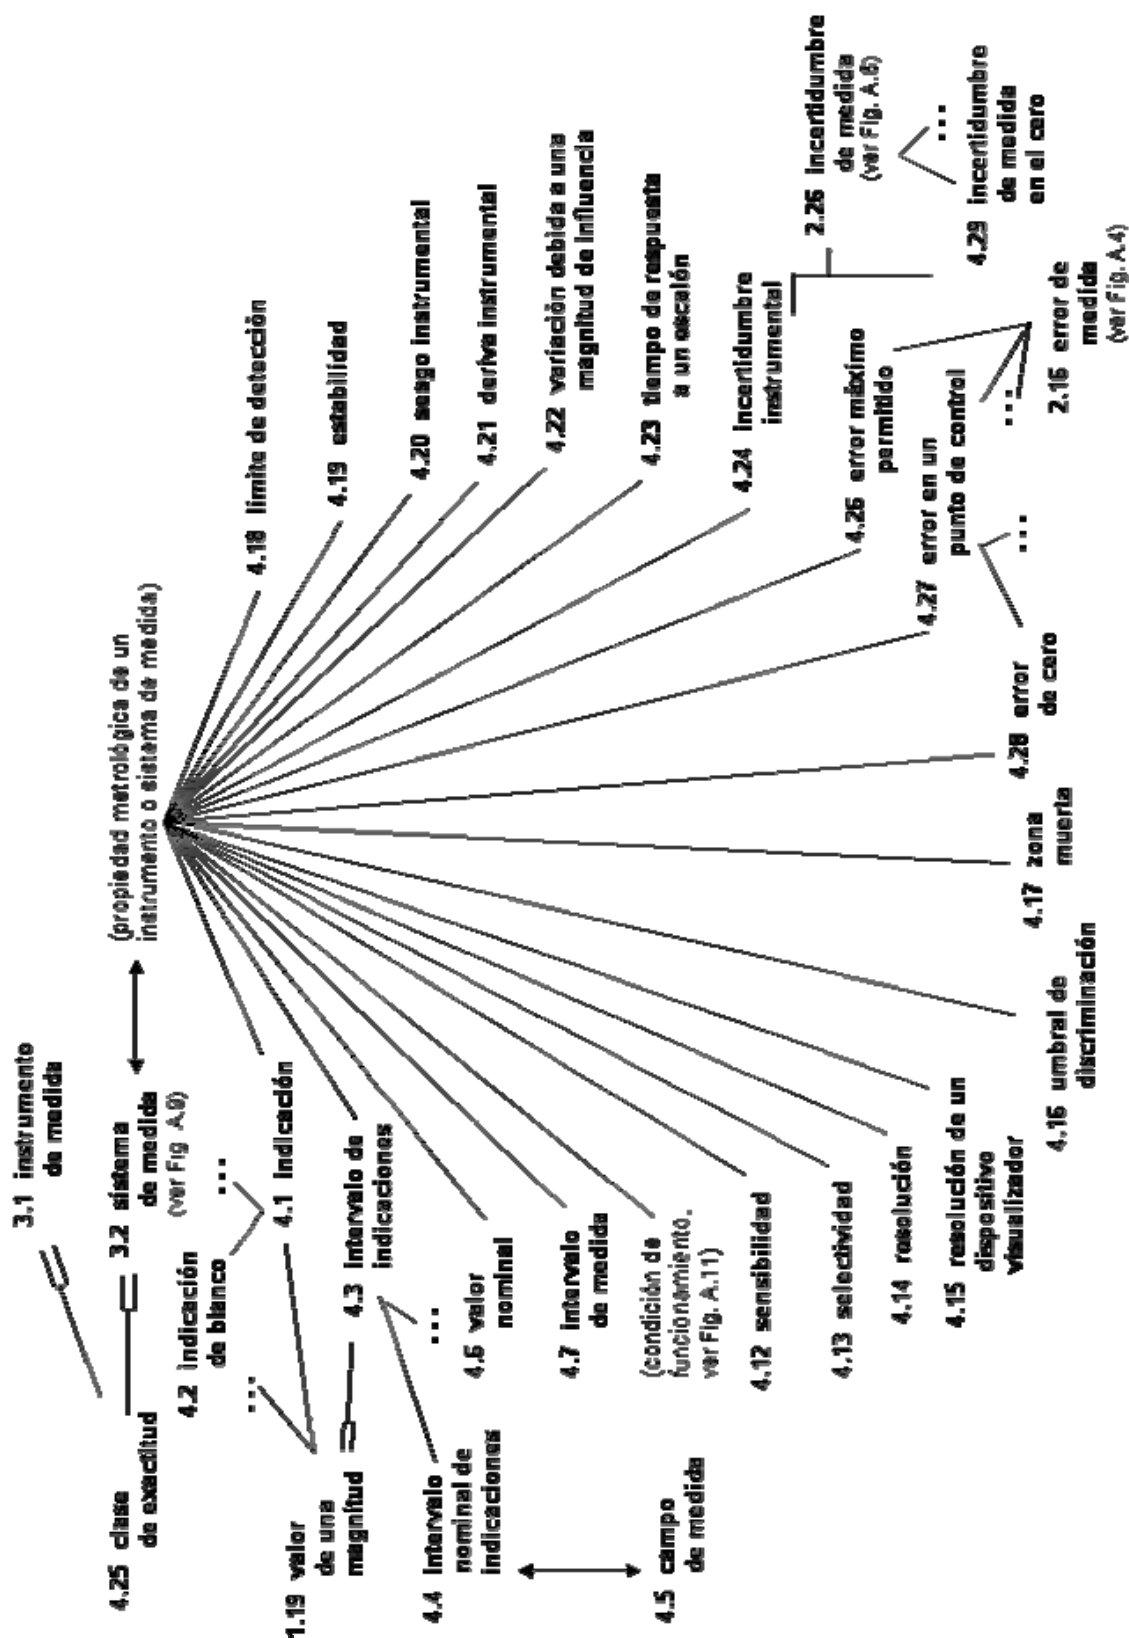 3.1 instrumento
de medida
4.25 clase
de exactitud
3.2 sistema
de medida
(ver Fig. A.9)
(propiedad metrológica de un
instrumento o sistema de medida)
4.2 indicación
de blanco
...
...
4.1 indicación
1.19 valor
de una
magnitud
4.3 intervalo de
indicaciones
...
4.4 intervalo
nominal de
indicaciones
4.5 campo
de medida
4.6 valor
nominal
4.7 intervalo
de medida
(condición de
funcionamiento.
ver Fig. A.11)
4.12 sensibilidad
4.13 selectividad
4.14 resolución
4.15 resolución de un
dispositivo
visualizador
4.16 umbral de
discriminación
4.17 zona
muerta
4.28 error
de cero
4.18 límite de detección
4.19 estabilidad
4.20 sesgo instrumental
4.21 deriva instrumental
4.22 variación debida a una
magnitud de influencia
4.23 tiempo de respuesta
a un escalón
4.24 incertidumbre
instrumental
4.26 error máximo
permitido
4.27 error en un
punto de control
...
...
2.16 error de
medida
(ver Fig. A.4)
2.26 incertidumbre
de medida
(ver Fig. A.6)
...
4.29 incertidumbre
de medida
en el cero